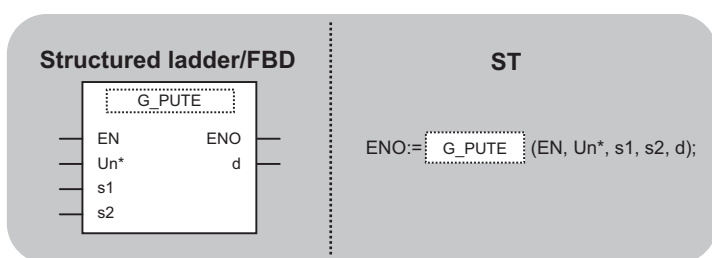 Structured ladder/FBD
G_PUTE
EN ENO
Un* d
s1
s2
ST
ENO:= G_PUTE (EN, Un*, s1, s2, d);